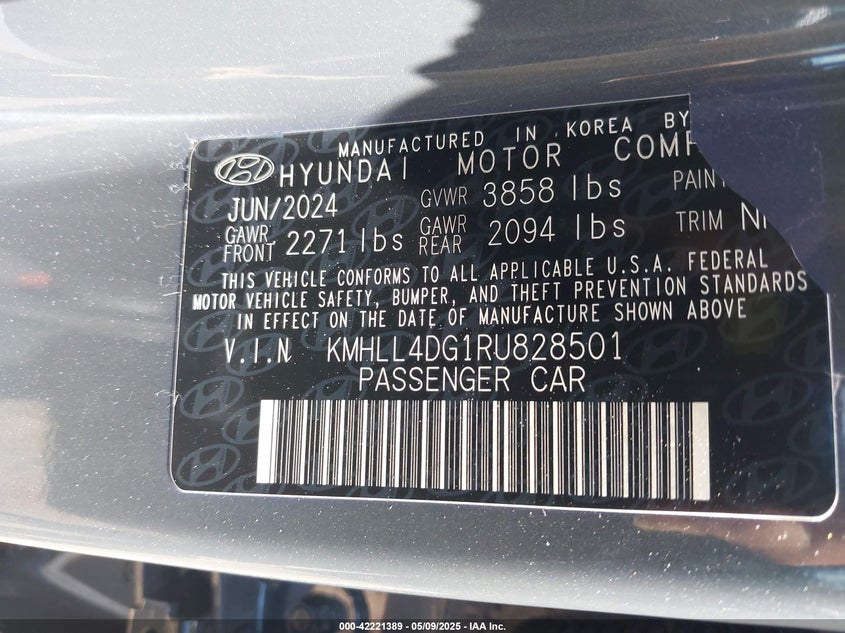 MANUFACTURED IN KOREA BY
HYUNDAI MOTOR
JUN/2024 GVWR 3858 lbs PAINT
GAWR FRONT 2271 lbs GAWR REAR 2094 lbs TRIM
THIS VEHICLE CONFORMS TO ALL APPLICABLE U.S.A. FEDERAL
MOTOR VEHICLE SAFETY, BUMPER, AND THEFT PREVENTION STANDARDS
IN EFFECT ON THE DATE OF MANUFACTURE SHOWN ABOVE
V.I.N KMHLL4DG1RU828501
PASSENGER CAR
000-42221389 - 05/09/2025 - IAA Inc.